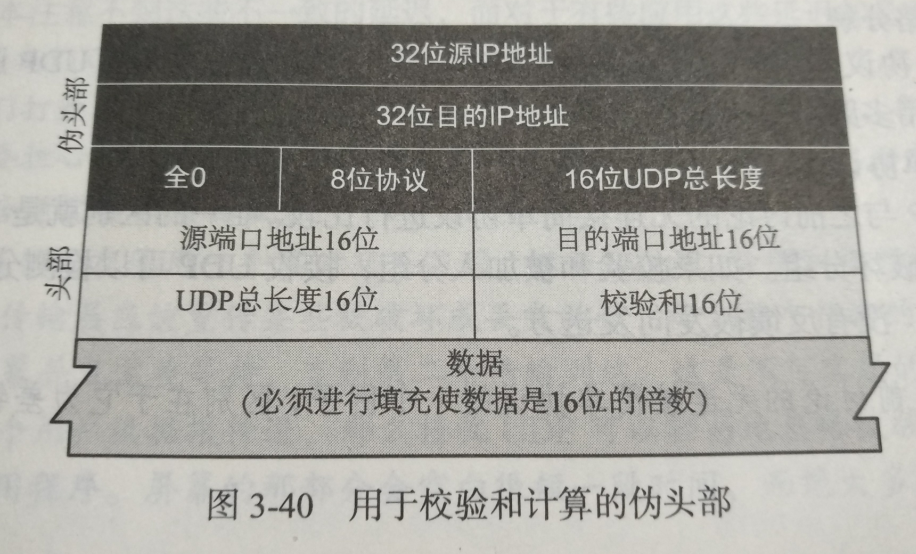 32位源IP地址
32位目的IP地址
伪头部
全0 8位协议 16位UDP总长度
源端口地址16位 目的端口地址16位
头部
UDP总长度16位 校验和16位
数据
(必须进行填充使数据是16位的倍数)
图 3-40 用于校验和计算的伪头部